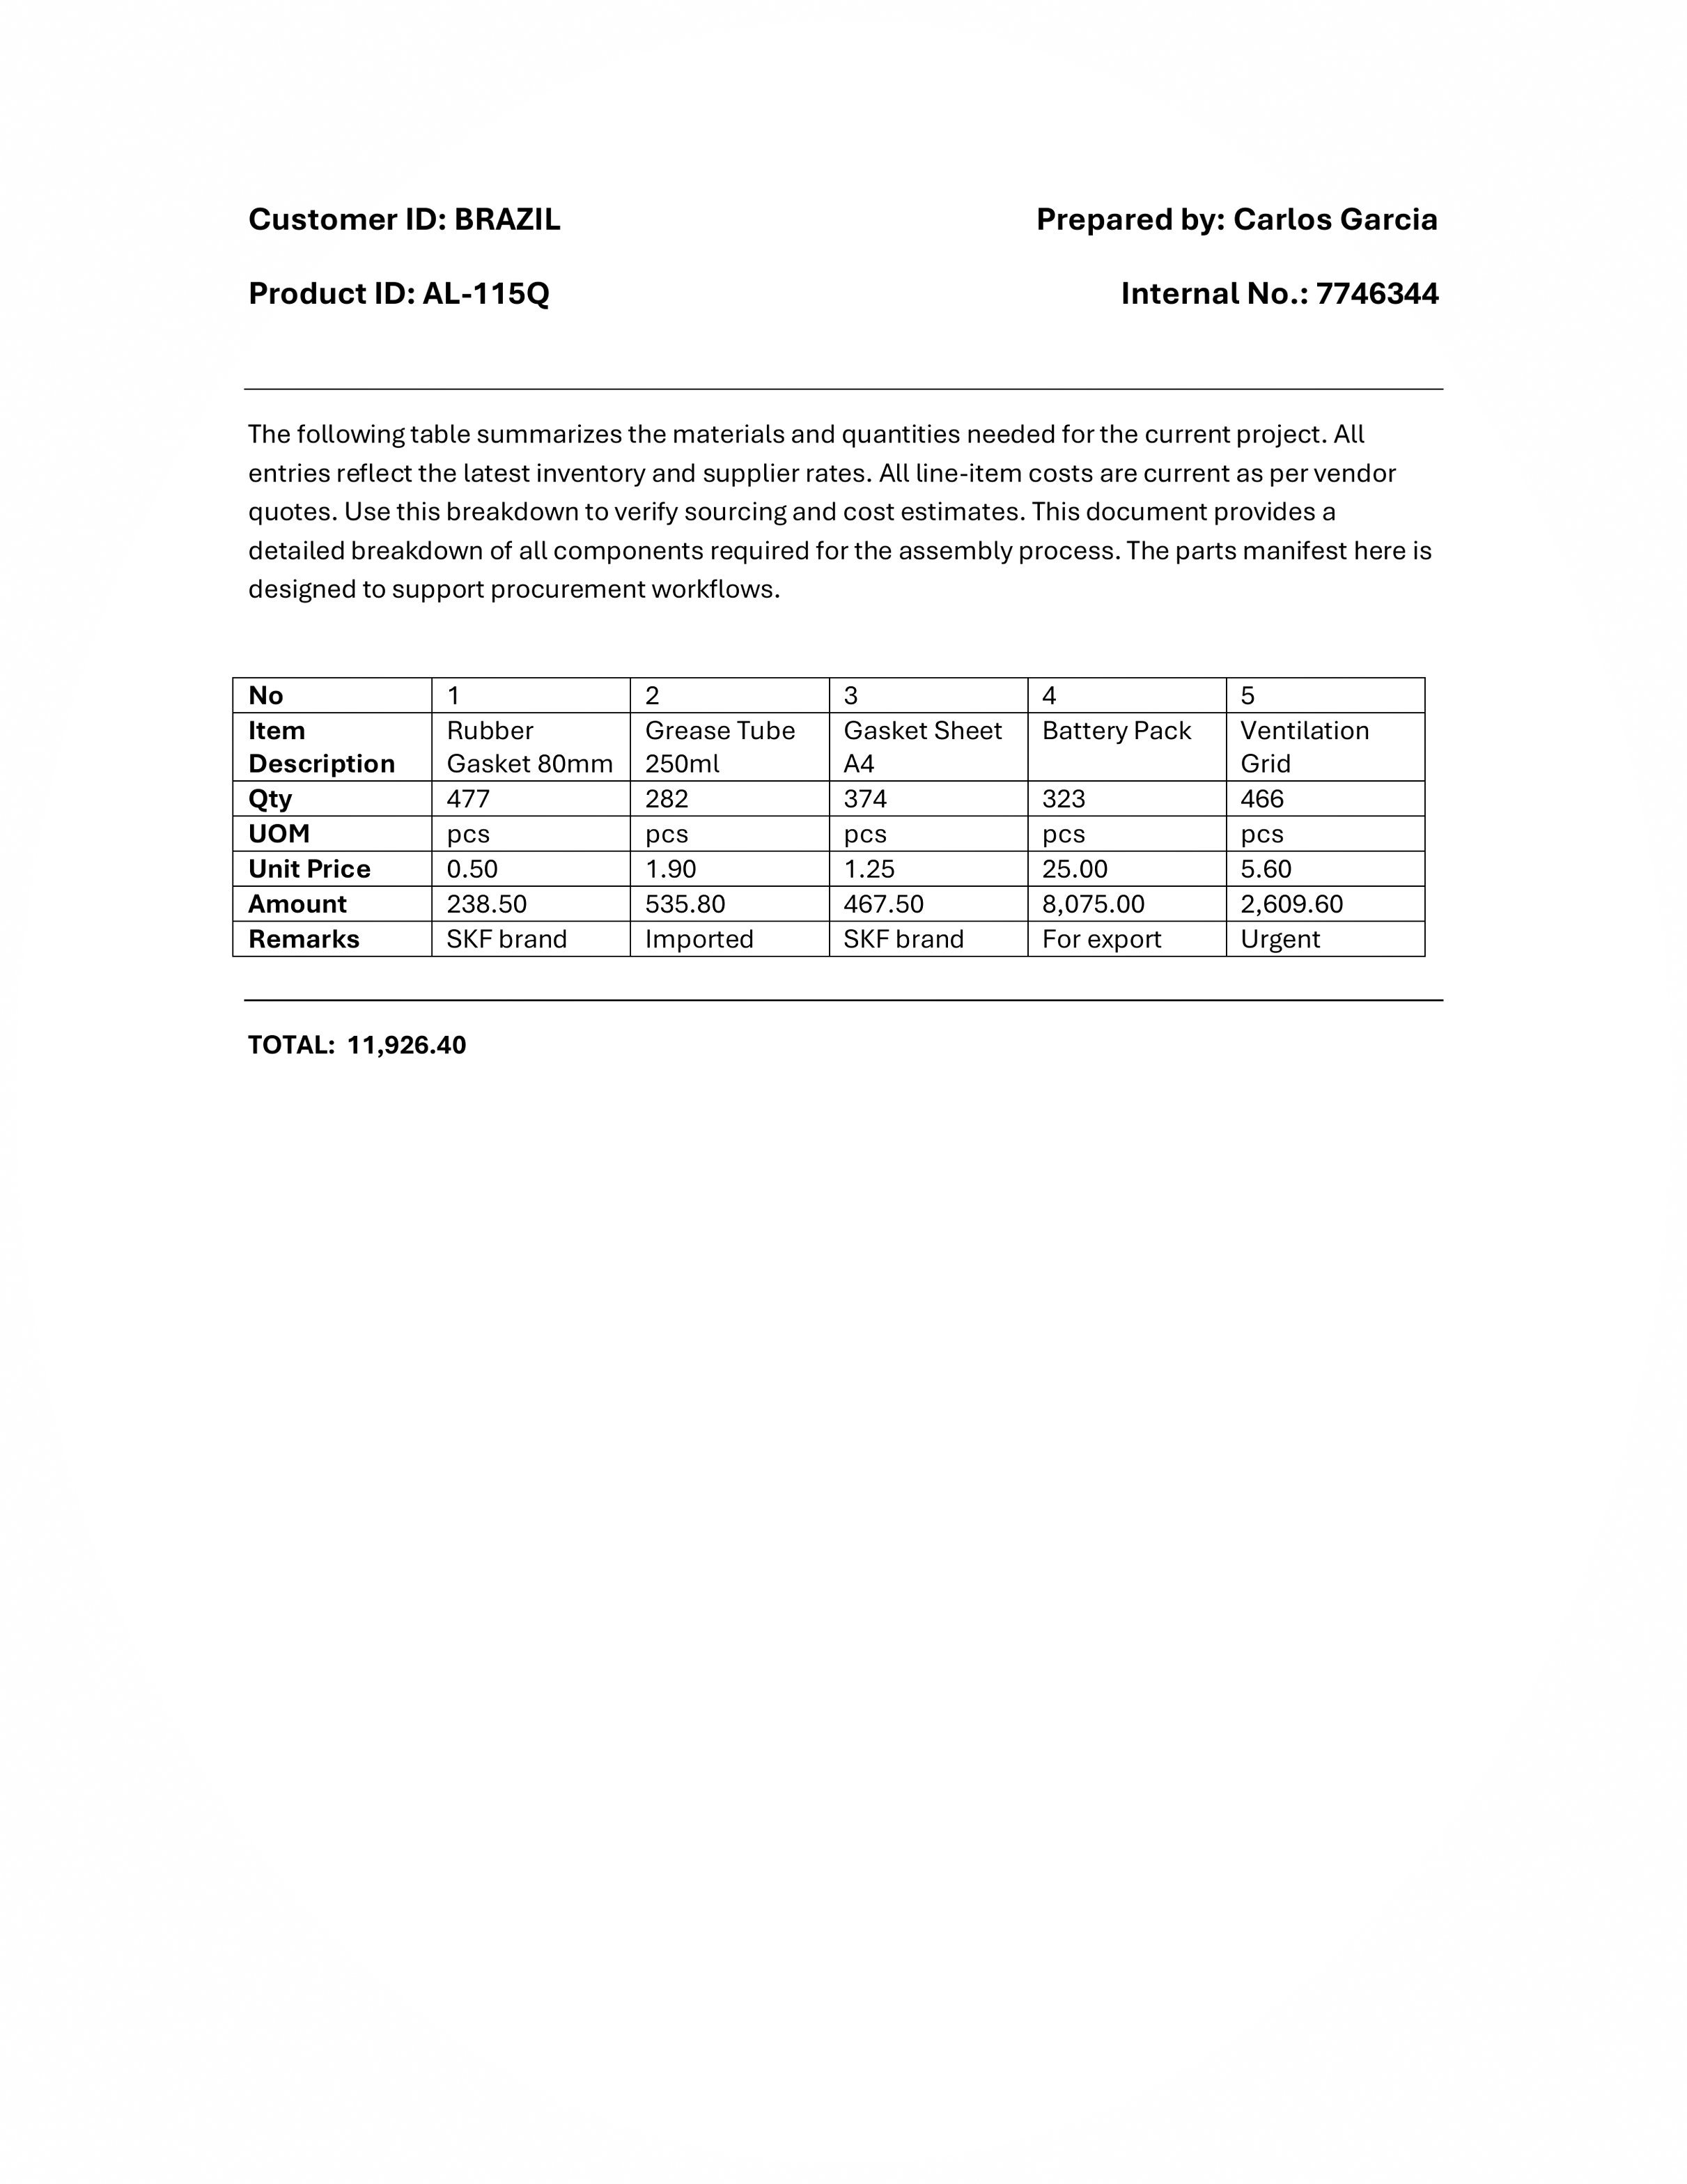 Customer ID: BRAZIL Prepared by: Carlos Garcia
Product ID: AL-115Q Internal No.: 7746344
The following table summarizes the materials and quantities needed for the current project. All
entries reflect the latest inventory and supplier rates. All line-item costs are current as per vendor
quotes. Use this breakdown to verify sourcing and cost estimates. This document provides a
detailed breakdown of all components required for the assembly process. The parts manifest here is
designed to support procurement workflows.
No 1 2 3 4 5
Item Rubber Grease Tube Gasket Sheet Battery Pack Ventilation
Description Gasket 80mm 250ml A4 Grid
Qty 477 282 374 323 466
UOM pcs pcs pcs pcs pcs
Unit Price 0.50 1.90 1.25 25.00 5.60
Amount 238.50 535.80 467.50 8,075.00 2,609.60
Remarks SKF brand Imported SKF brand For export Urgent
TOTAL: 11,926.40